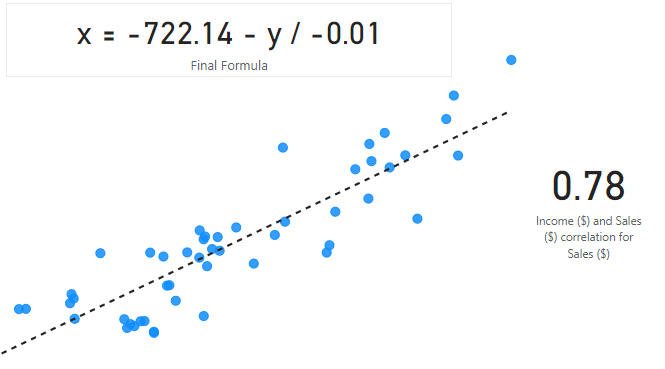 x = -722.14 - y / -0.01
Final Formula
0.78
Income ($) and Sales
($) correlation for
Sales ($)